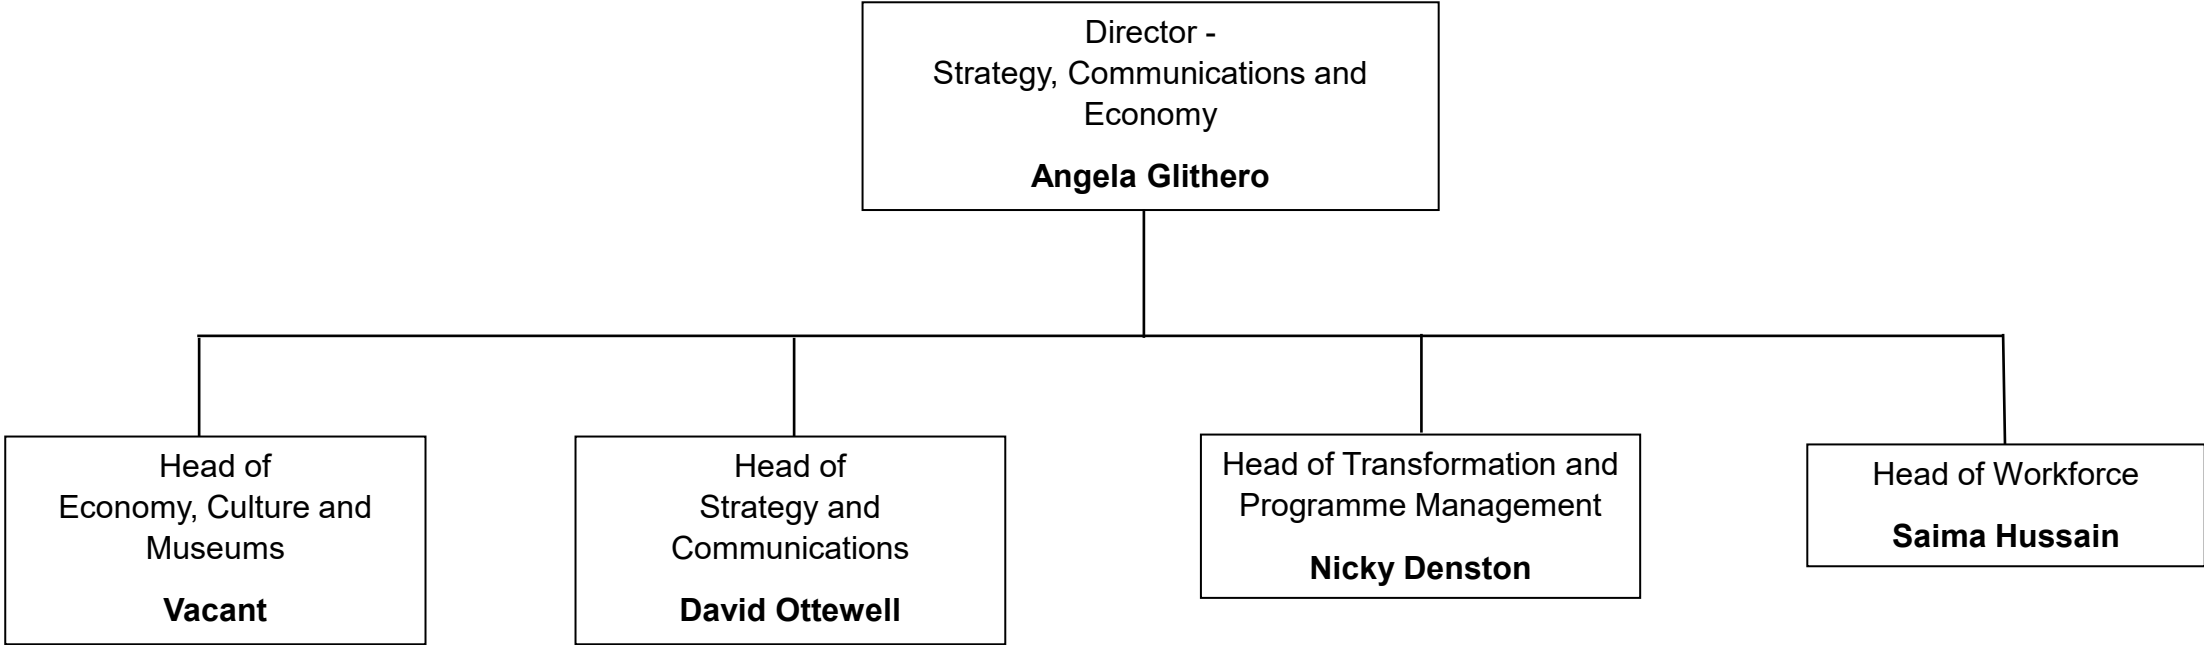 Director -
Strategy, Communications and
Economy
Angela Glithero
Head of
Economy, Culture and
Museums
Vacant
Head of
Strategy and
Communications
David Ottewell
Head of Transformation and
Programme Management
Nicky Denston
Head of Workforce
Saima Hussain